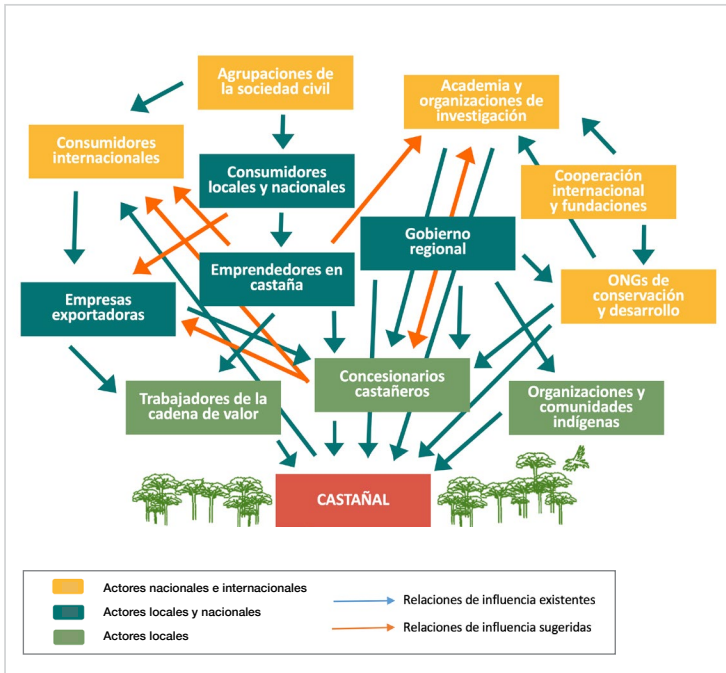 Agrupaciones de
la sociedad civil
Academia y
organizaciones de
investigación
Consumidores
internacionales
Consumidores
locales y nacionales
Cooperación
internacional
y fundaciones
Gobierno
regional
Emprendedores en
castaña
Empresas
exportadoras
ONGs de
conservación
y desarrollo
Concesionarios
castañeros
Trabajadores de la
cadena de valor
Organizaciones y
comunidades
indígenas
CASTAÑAL
Actores nacionales e internacionales
Actores locales y nacionales
Actores locales
Relaciones de influencia existentes
Relaciones de influencia sugeridas